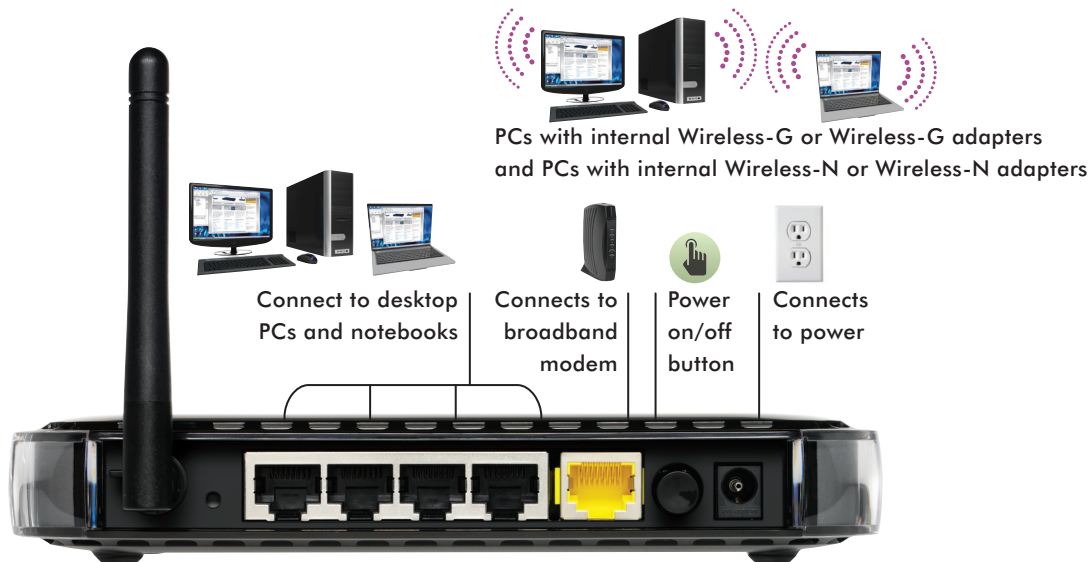 PCs with internal Wireless-G or Wireless-G adapters
and PCs with internal Wireless-N or Wireless-N adapters
Connect to desktop
PCs and notebooks
Connects to
broadband
modem
Power
on/off
button
Connects
to power